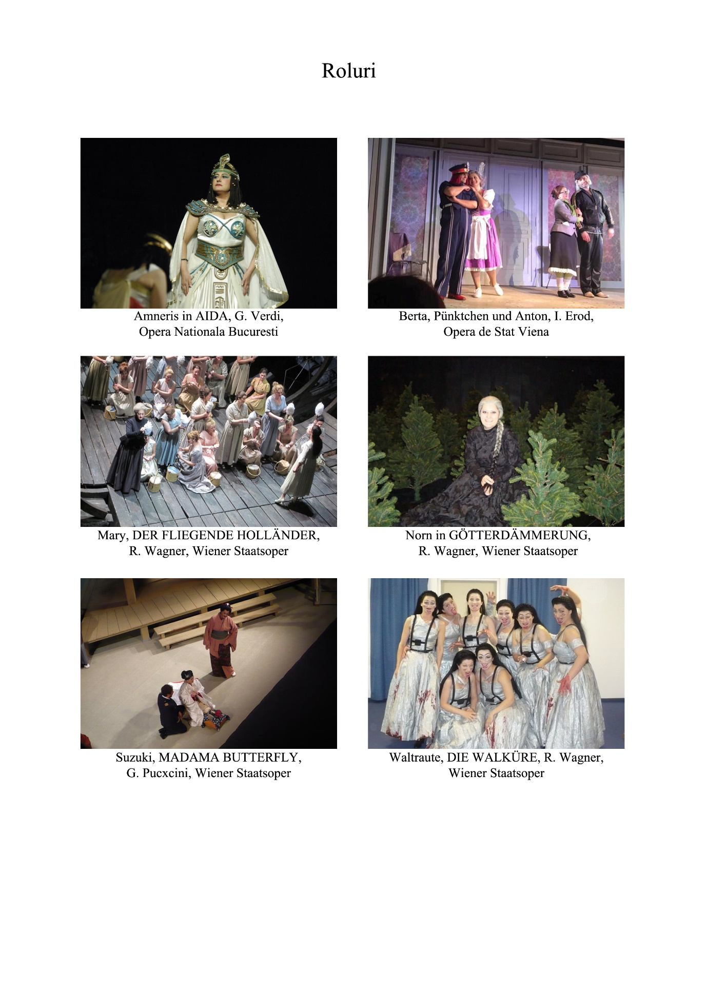 Roluri
Amneris in AIDA, G. Verdi,
Opera Nationala Bucuresti
Berta, Pünktchen und Anton, I. Erod,
Opera de Stat Viena
Mary, DER FLIEGENDE HOLLÄNDER,
R. Wagner, Wiener Staatsoper
Norn in GÖTTERDÄMMERUNG,
R. Wagner, Wiener Staatsoper
Suzuki, MADAMA BUTTERFLY,
G. Pucxcini, Wiener Staatsoper
Waltraute, DIE WALKÜRE, R. Wagner,
Wiener Staatsoper